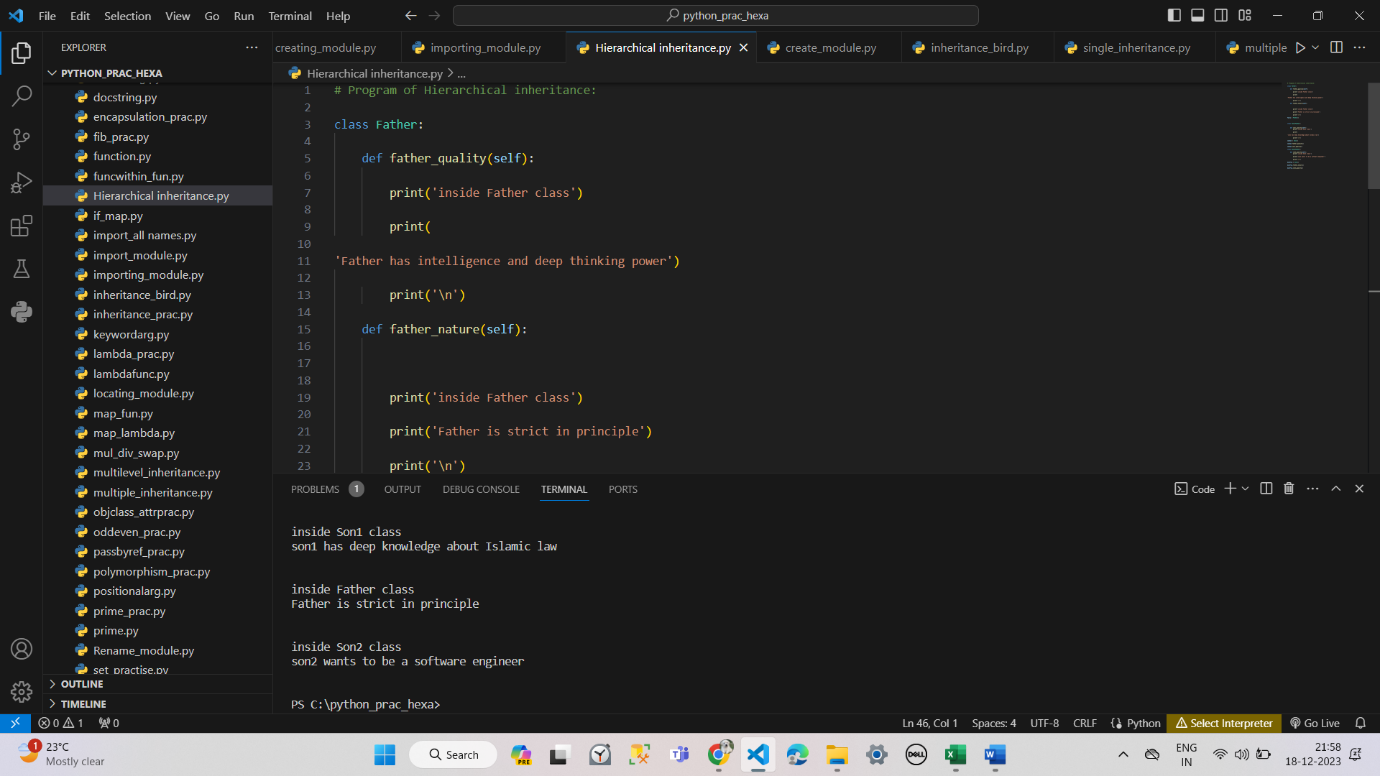 File Edit Selection View Go Run Terminal Help
python_prac_hexa
EXPLORER
creating_module.py
importing_module.py
Hierarchical inheritance.py
create_module.py
inheritance_bird.py
single_inheritance.py
multiple
PYTHON_PRAC_HEXA
Hierarchical inheritance.py > ...
docstring.py
encapsulation_prac.py
fib_prac.py
function.py
funcwithin_fun.py
Hierarchical inheritance.py
if_map.py
import_all names.py
import_module.py
importing_module.py
inheritance_bird.py
inheritance_prac.py
keywordarg.py
lambda_prac.py
lambdafunc.py
locating_module.py
map_fun.py
map_lambda.py
mul_div_swap.py
multilevel_inheritance.py
multiple_inheritance.py
objclass_attrprac.py
oddeven_prac.py
passbyref_prac.py
polymorphism_prac.py
positionalarg.py
prime_prac.py
prime.py
Rename_module.py
set_practise.py
OUTLINE
TIMELINE
1 # Program of Hierarchical inheritance:
2
3 class Father:
4
5 def father_quality(self):
6
7 print('inside Father class')
8
9 print(
10
11 'Father has intelligence and deep thinking power')
12
13 print('\n')
14
15 def father_nature(self):
16
17
18
19 print('inside Father class')
20
21 print('Father is strict in principle')
22
23 print('\n')
PROBLEMS 1 OUTPUT DEBUG CONSOLE TERMINAL PORTS
Code
inside Son1 class
son1 has deep knowledge about Islamic law
inside Father class
Father is strict in principle
inside Son2 class
son2 wants to be a software engineer
PS C:\python_prac_hexa>
0 1 0
Ln 46, Col 1 Spaces: 4 UTF-8 CRLF Python Select Interpreter Go Live
1
23°C
Mostly clear
Search
PRE
DELL
ENG
IN
21:58
18-12-2023